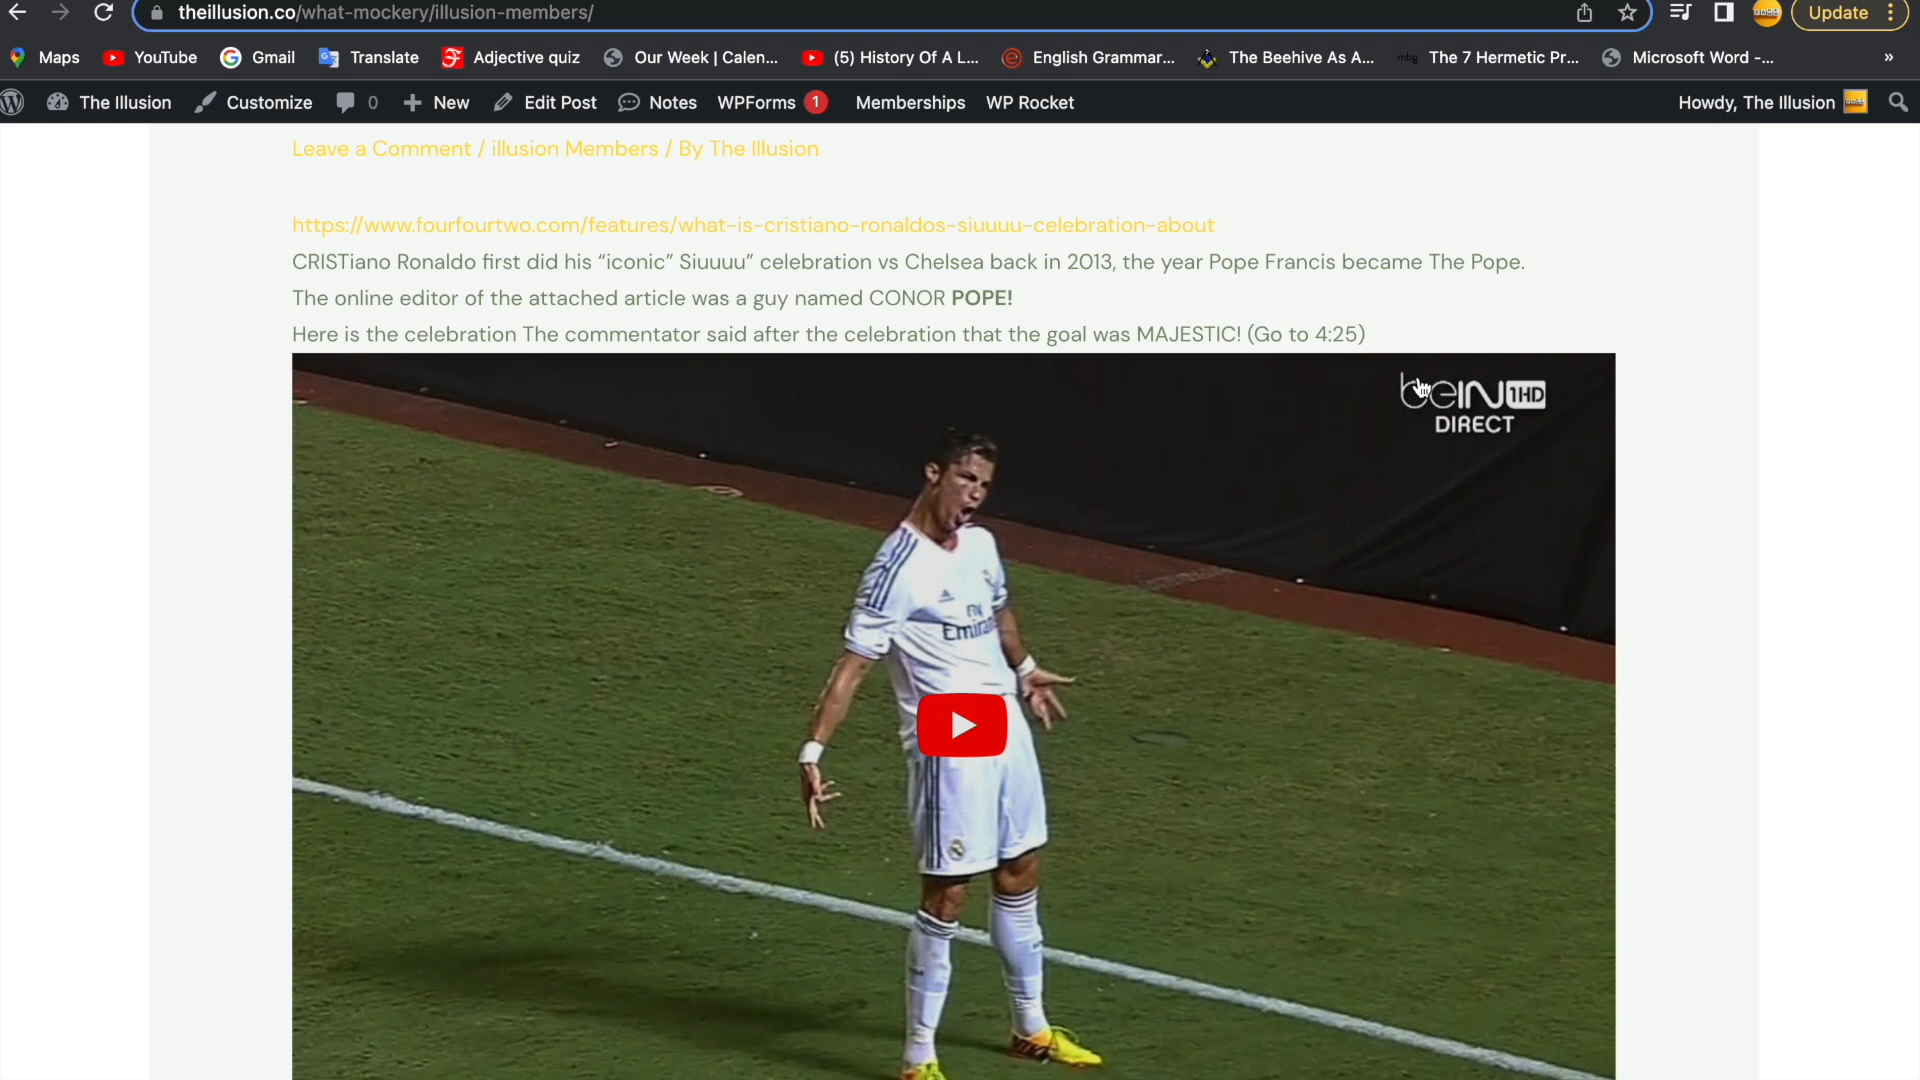 theillusion.co/what-mockery/illusion-members/
Update
Maps
YouTube
Gmail
Translate
Adjective quiz
Our Week | Calen...
(5) History Of A L...
English Grammar...
The Beehive As A...
mbg
The 7 Hermetic Pr...
Microsoft Word -...
»
The Illusion
Customize
0
New
Edit Post
Notes
WPForms 1
Memberships
WP Rocket
Howdy, The Illusion
Leave a Comment / illusion Members / By The Illusion
https://www.fourfourtwo.com/features/what-is-cristiano-ronaldos-siuuuu-celebration-about
CRISTiano Ronaldo first did his “iconic” Siuuuu” celebration vs Chelsea back in 2013, the year Pope Francis became The Pope.
The online editor of the attached article was a guy named CONOR POPE!
Here is the celebration The commentator said after the celebration that the goal was MAJESTIC! (Go to 4:25)
beIN 1HD
DIRECT
Fly
Emirates